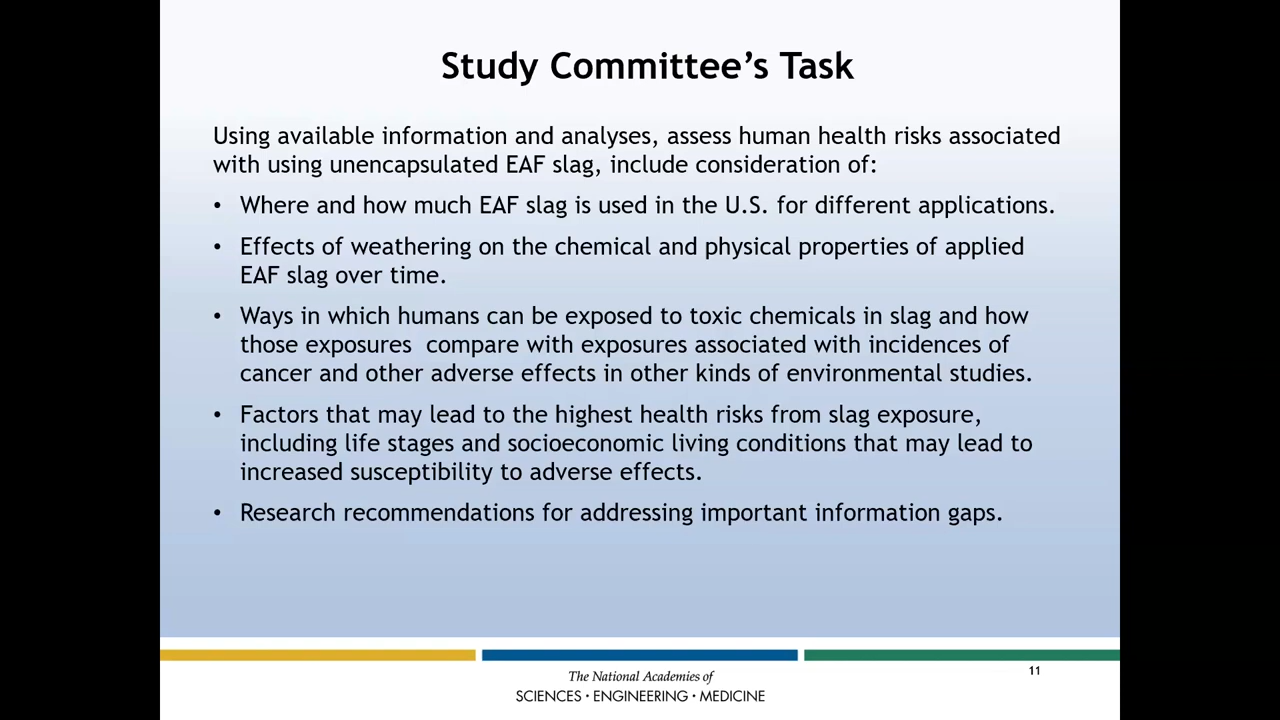 Study Committee’s Task
Using available information and analyses, assess human health risks associated
with using unencapsulated EAF slag, include consideration of:
• Where and how much EAF slag is used in the U.S. for different applications.
• Effects of weathering on the chemical and physical properties of applied
EAF slag over time.
• Ways in which humans can be exposed to toxic chemicals in slag and how
those exposures  compare with exposures associated with incidences of
cancer and other adverse effects in other kinds of environmental studies.
• Factors that may lead to the highest health risks from slag exposure,
including life stages and socioeconomic living conditions that may lead to
increased susceptibility to adverse effects.
• Research recommendations for addressing important information gaps.
The National Academies of
SCIENCES · ENGINEERING · MEDICINE
11